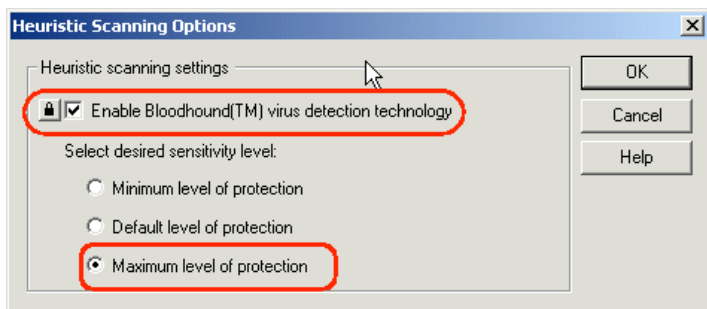 Heuristic Scanning Options
Heuristic scanning settings
OK
Enable Bloodhound(TM) virus detection technology
Cancel
Select desired sensitivity level:
Help
Minimum level of protection
Default level of protection
Maximum level of protection